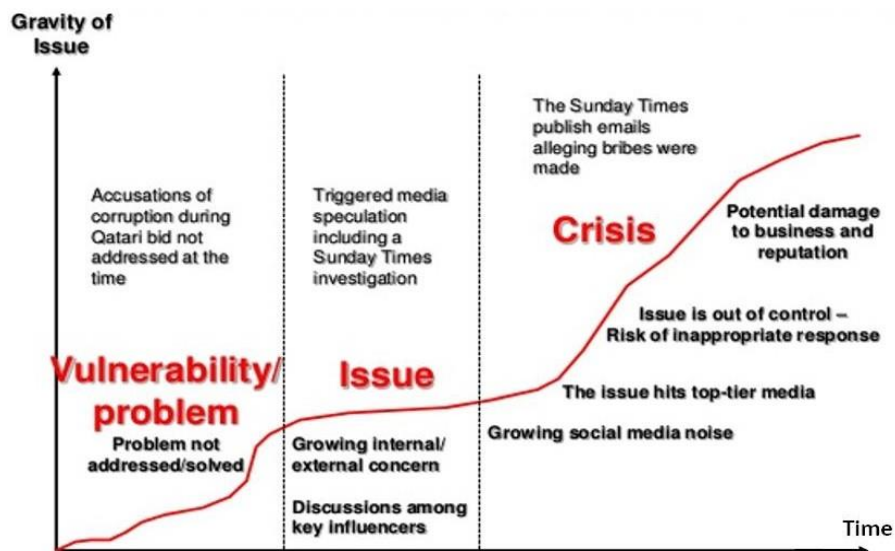 Gravity of
Issue
Accusations of
corruption during
Qatari bid not
addressed at the
time
Vulnerability/
problem
Problem not
addressed/solved
Triggered media
speculation
including a
Sunday Times
investigation
Issue
Growing internal/
external concern
Discussions among
key influencers
The Sunday Times
publish emails
alleging bribes were
made
Crisis
Potential damage
to business and
reputation
Issue is out of control –
Risk of inappropriate response
The issue hits top-tier media
Growing social media noise
Time